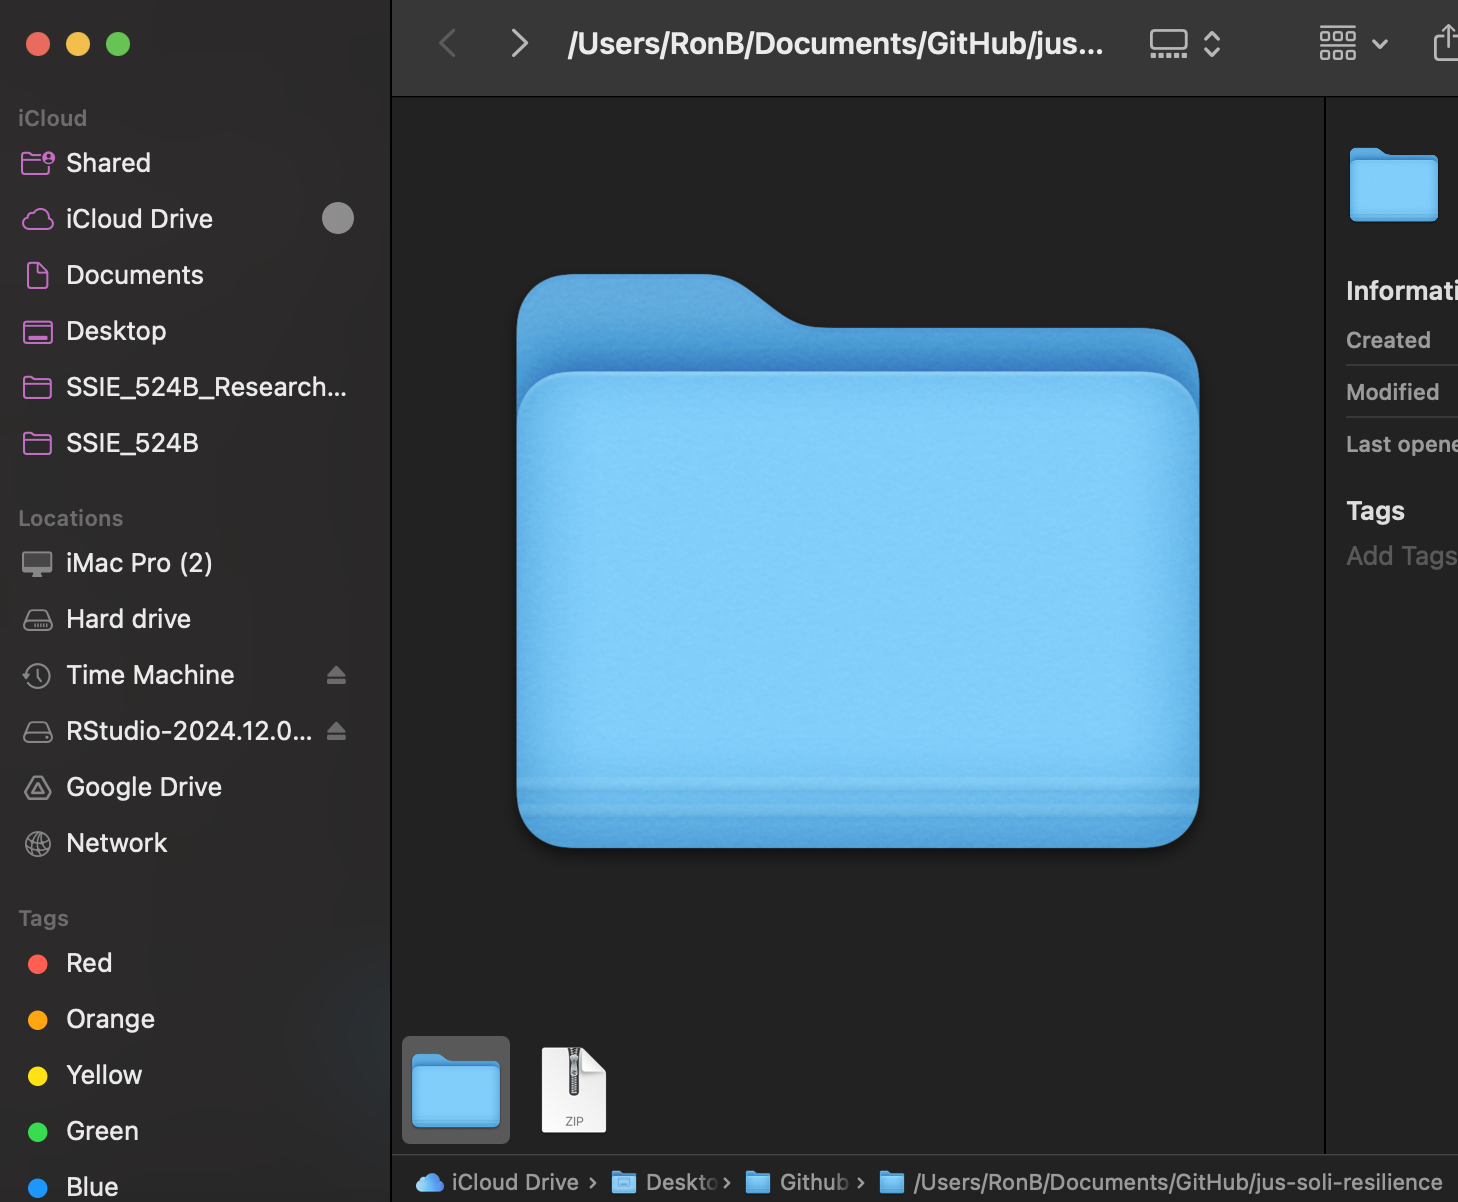 /Users/RonB/Documents/GitHub/jus...
iCloud
Shared
iCloud Drive
Documents
Desktop
SSIE_524B_Research...
SSIE_524B
Locations
iMac Pro (2)
Hard drive
Time Machine
RStudio-2024.12.0...
Google Drive
Network
Tags
Red
Orange
Yellow
Green
Blue
Informati
Created
Modified
Last opene
Tags
Add Tags
ZIP
iCloud Drive › Deskto › Github › /Users/RonB/Documents/GitHub/jus-soli-resilience